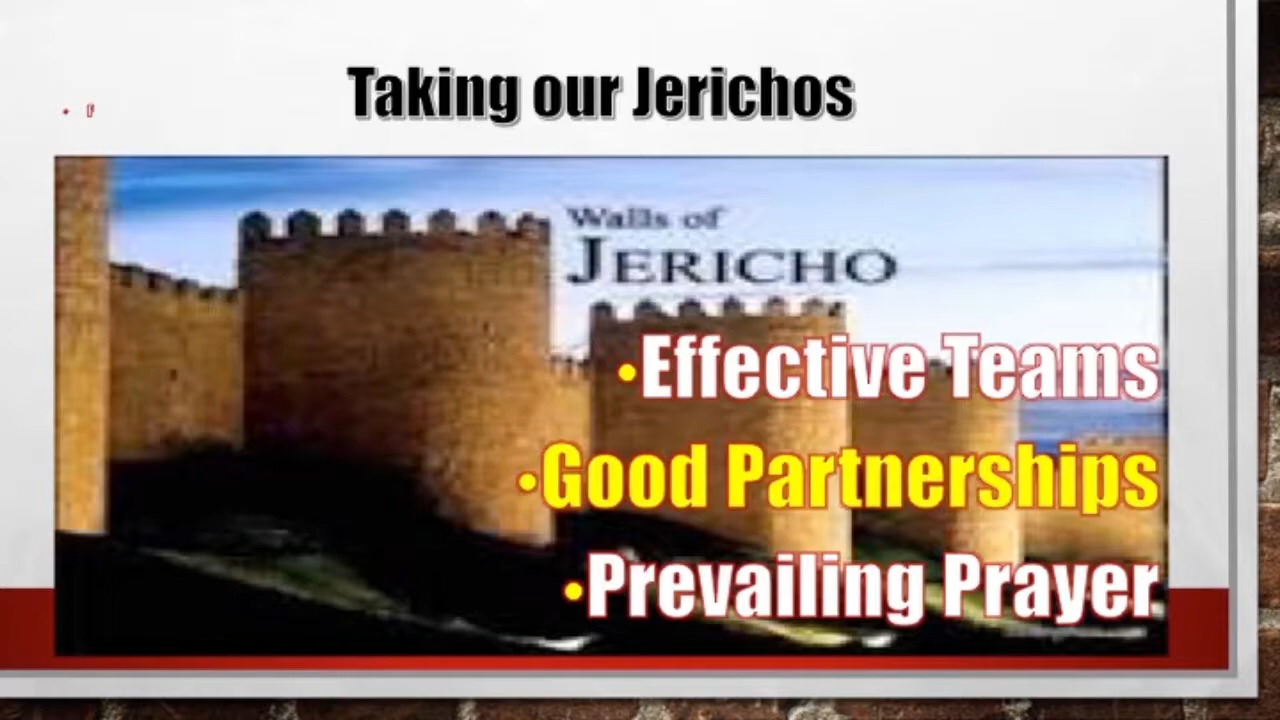 Taking our Jerichos
Walls of
JERICHO
•Effective Teams
•Good Partnerships
•Prevailing Prayer